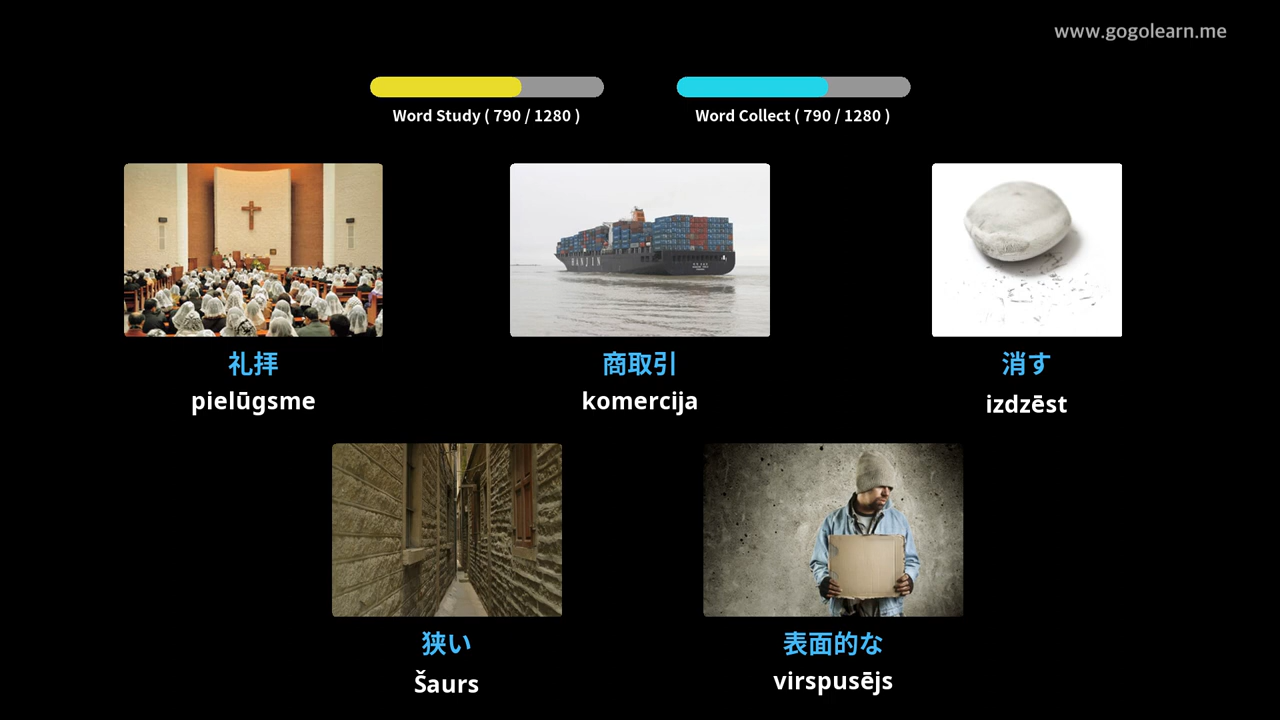 www.gogolearn.me
Word Study ( 790 / 1280 )
Word Collect ( 790 / 1280 )
HANJIN
礼拝
商取引
消す
pielūgsme
komercija
izdzēst
狭い
表面的な
Šaurs
virspusējs